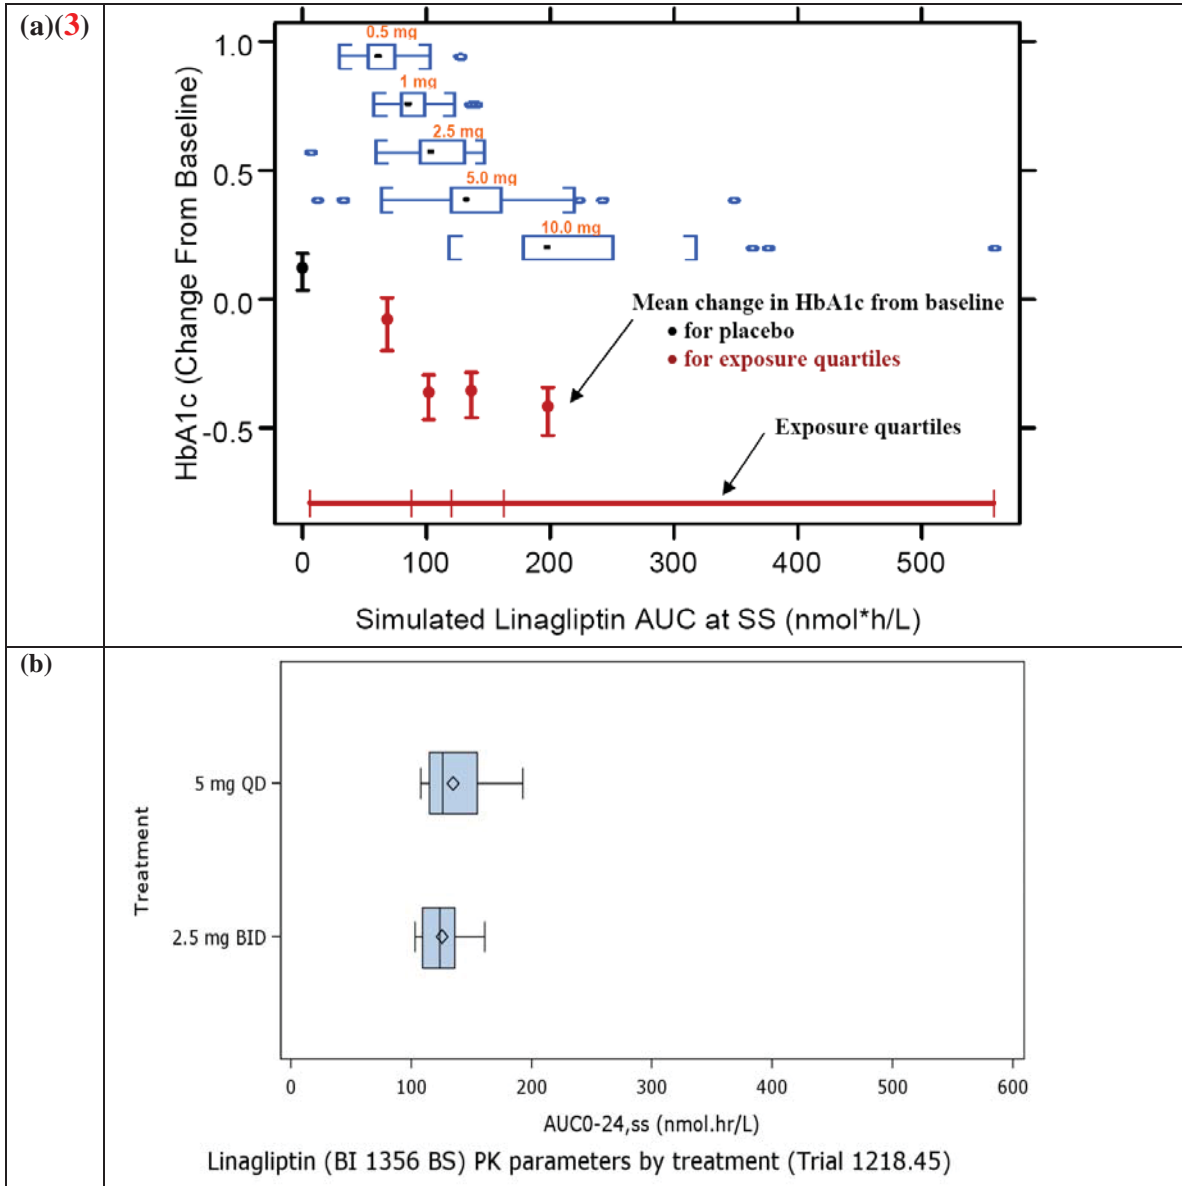 (a)(3)
HbA1c (Change From Baseline)
1.0
0.5
0.0
-0.5
0.5 mg
1 mg
2.5 mg
5.0 mg
10.0 mg
Mean change in HbA1c from baseline
• for placebo
• for exposure quartiles
Exposure quartiles
0 100 200 300 400 500
Simulated Linagliptin AUC at SS (nmol*h/L)
(b)
Treatment
5 mg QD
2.5 mg BID
0 100 200 300 400 500 600
AUC0-24,ss (nmol.hr/L)
Linagliptin (BI 1356 BS) PK parameters by treatment (Trial 1218.45)